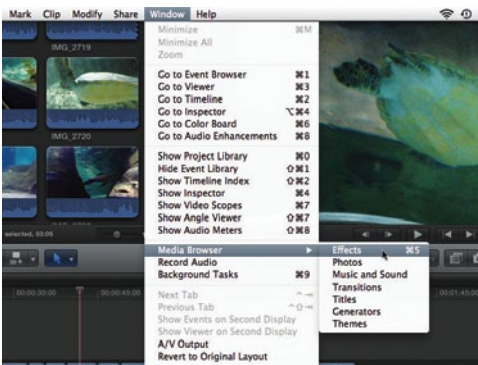 Mark Clip Modify Share Window Help
Minimize ⌘M
Minimize All
Zoom
Go to Event Browser ⌘1
Go to Viewer ⌘3
Go to Timeline ⌘2
Go to Inspector ⌥⌘4
Go to Color Board ⌘6
Go to Audio Enhancements ⌘8
Show Project Library ⌘0
Hide Event Library ⇧⌘1
Show Timeline Index ⇧⌘2
Show Inspector ⌘4
Show Video Scopes ⌘7
Show Angle Viewer ⇧⌘7
Show Audio Meters ⇧⌘8
Media Browser ▶
Record Audio
Background Tasks ⌘9
Next Tab
Previous Tab
Show Events on Second Display
Show Viewer on Second Display
A/V Output
Revert to Original Layout
Effects ⌘5
Photos
Music and Sound
Transitions
Titles
Generators
Themes
IMG_2719
IMG_2720
selected, 03:05
00:00:30:00
00:00:45:00
00:01:45:00